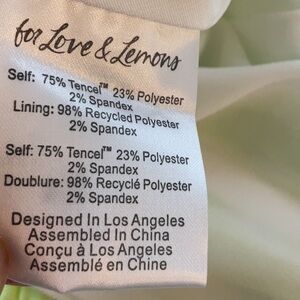 for Love & Lemons
Self: 75% Tencel™ 23% Polyester
2% Spandex
Lining: 98% Recycled Polyester
2% Spandex
Self: 75% Tencel™ 23% Polyester
2% Spandex
Doublure: 98% Recyclé Polyester
2% Spandex
Designed In Los Angeles
Assembled In China
Conçu à Los Angeles
Assemblé en Chine